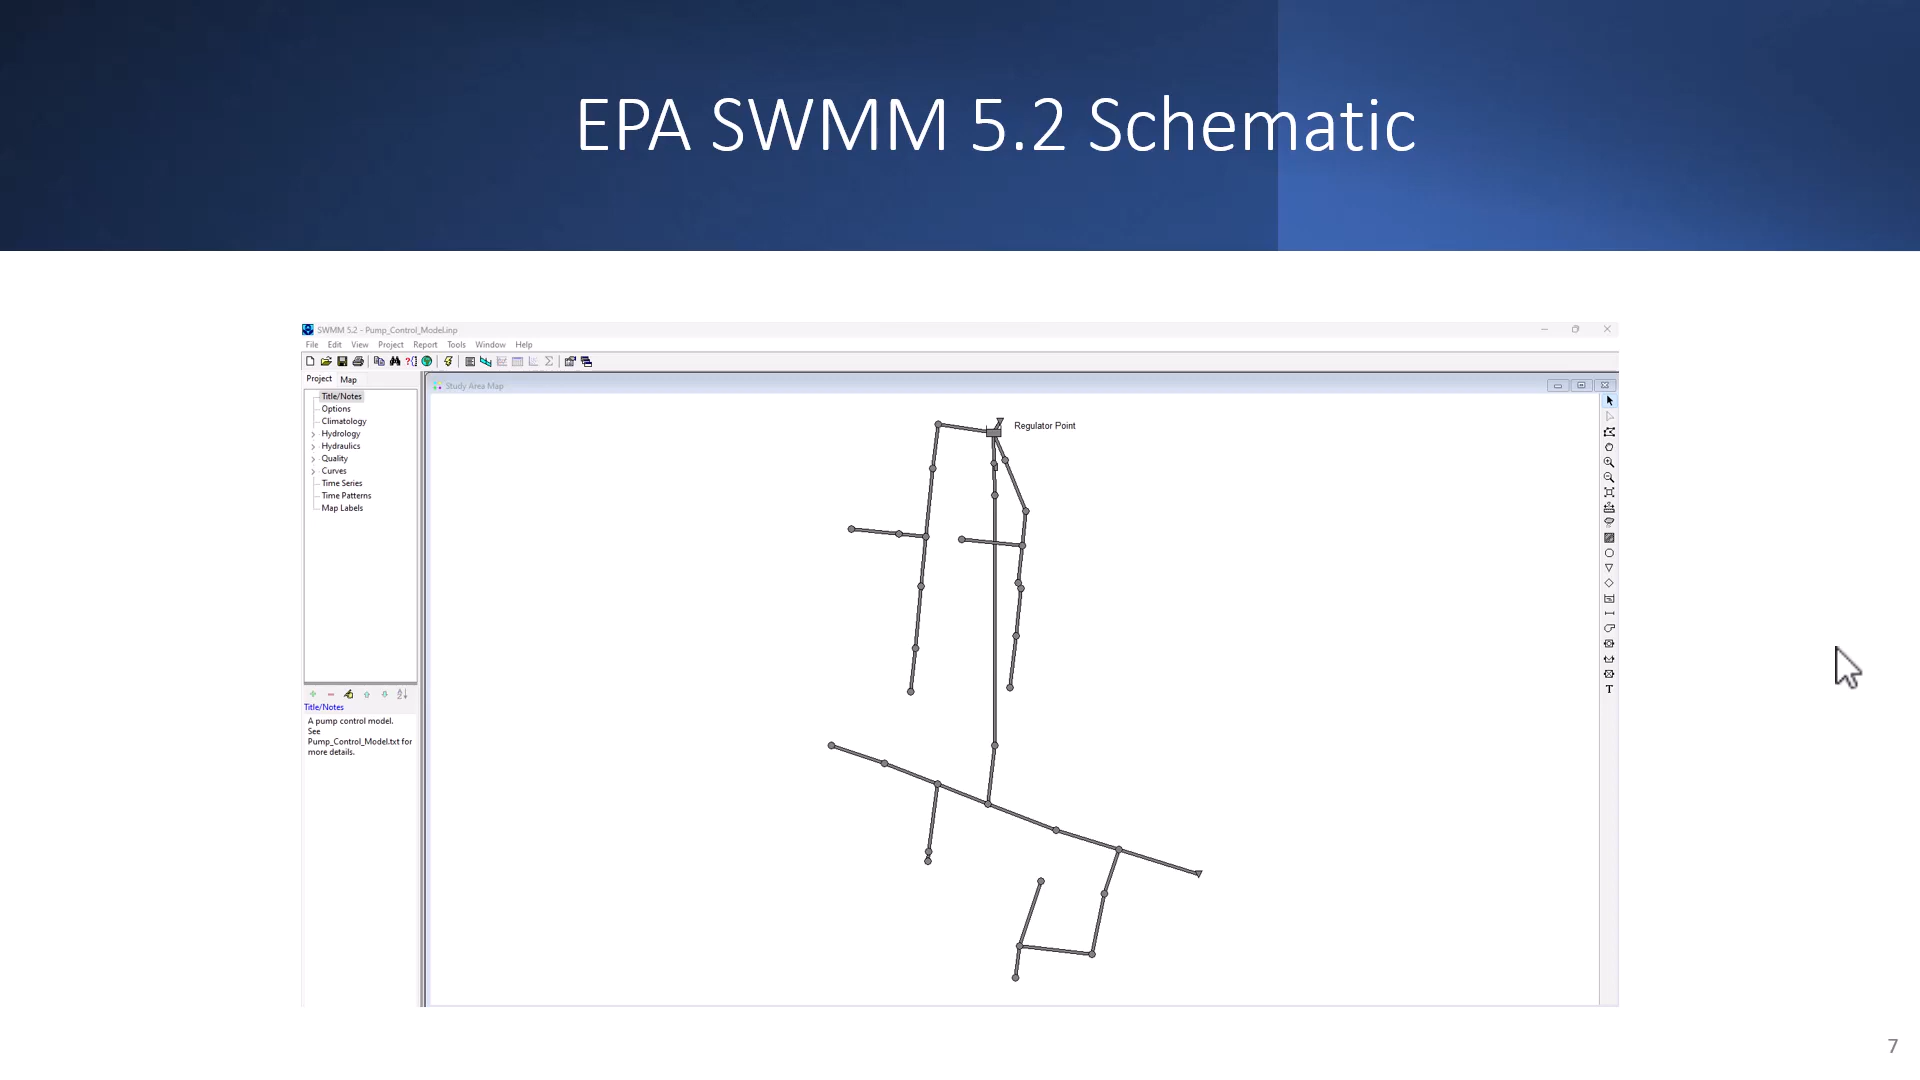 EPA SWMM 5.2 Schematic
SWMM 5.2 - Pump_Control_Model.inp
File Edit View Project Report Tools Window Help
Project Map
Study Area Map
Title/Notes
Options
Climatology
Hydrology
Hydraulics
Quality
Curves
Time Series
Time Patterns
Map Labels
Regulator Point
Title/Notes
A pump control model.
See
Pump_Control_Model.txt for
more details.
T
7